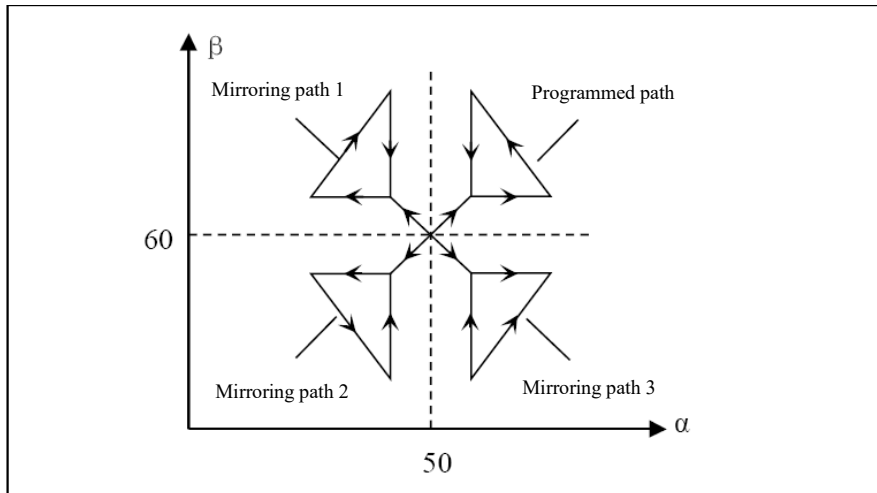 β
Mirroring path 1
Programmed path
60
Mirroring path 2
Mirroring path 3
α
50